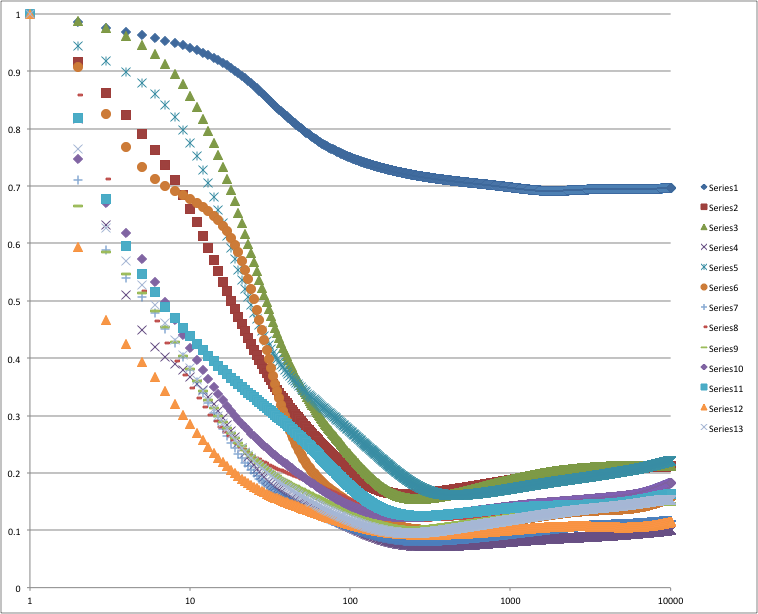 1
0.9
0.8
0.7
0.6
0.5
0.4
0.3
0.2
0.1
0
1 10 100 1000 10000
Series1
Series2
Series3
Series4
Series5
Series6
Series7
Series8
Series9
Series10
Series11
Series12
Series13